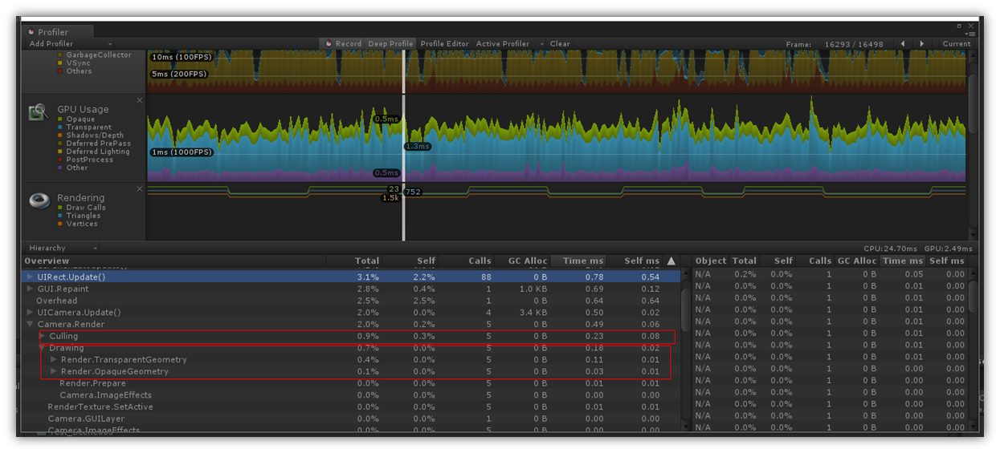 Profiler
Add Profiler Record Deep Profile Profile Editor Active Profiler Clear Frame: 16293 / 16498 Current
GarbageCollector
VSync
Others
10ms (100FPS)
5ms (200FPS)
GPU Usage
Opaque
Transparent
Shadows/Depth
Deferred PrePass
Deferred Lighting
PostProcess
Other
0.5ms
1ms (1000FPS)
1.3ms
0.5ms
Rendering
Draw Calls
Triangles
Vertices
23
752
1.5k
Hierarchy CPU:24.70ms GPU:2.49ms
Overview Total Self Calls GC Alloc Time ms Self ms Object Total Self Calls GC Alloc Time ms Self ms
UIRect.Update() 3.1% 2.2% 88 0 B 0.78 0.54 N/A 0.2% 0.0% 1 0 B 0.05 0.00
GUI.Repaint 2.8% 0.4% 1 1.0 KB 0.69 0.12 N/A 0.0% 0.0% 1 0 B 0.01 0.00
Overhead 2.5% 2.5% 1 0 B 0.64 0.64 N/A 0.0% 0.0% 1 0 B 0.01 0.00
UICamera.Update() 2.0% 0.0% 4 3.4 KB 0.50 0.02 N/A 0.0% 0.0% 1 0 B 0.01 0.00
Camera.Render 2.0% 0.2% 5 0 B 0.49 0.06 N/A 0.0% 0.0% 1 0 B 0.01 0.00
Culling 0.9% 0.3% 5 0 B 0.23 0.08 N/A 0.0% 0.0% 1 0 B 0.01 0.00
Drawing 0.7% 0.0% 5 0 B 0.18 0.02 N/A 0.0% 0.0% 1 0 B 0.01 0.00
Render.TransparentGeometry 0.4% 0.0% 5 0 B 0.11 0.01 N/A 0.0% 0.0% 1 0 B 0.01 0.00
Render.OpaqueGeometry 0.1% 0.0% 5 0 B 0.03 0.01 N/A 0.0% 0.0% 1 0 B 0.00 0.00
Render.Prepare 0.0% 0.0% 5 0 B 0.01 0.01 N/A 0.0% 0.0% 1 0 B 0.00 0.00
Camera.ImageEffects 0.0% 0.0% 5 0 B 0.00 0.00 N/A 0.0% 0.0% 1 0 B 0.00 0.00
RenderTexture.SetActive 0.0% 0.0% 5 0 B 0.01 0.01 N/A 0.0% 0.0% 1 0 B 0.00 0.00
Camera.GUILayer 0.0% 0.0% 1 0 B 0.00 0.00 N/A 0.0% 0.0% 1 0 B 0.00 0.00
Camera.ImageEffects 0.0% 0.0% 5 0 B 0.00 0.00 N/A 0.0% 0.0% 1 0 B 0.00 0.00